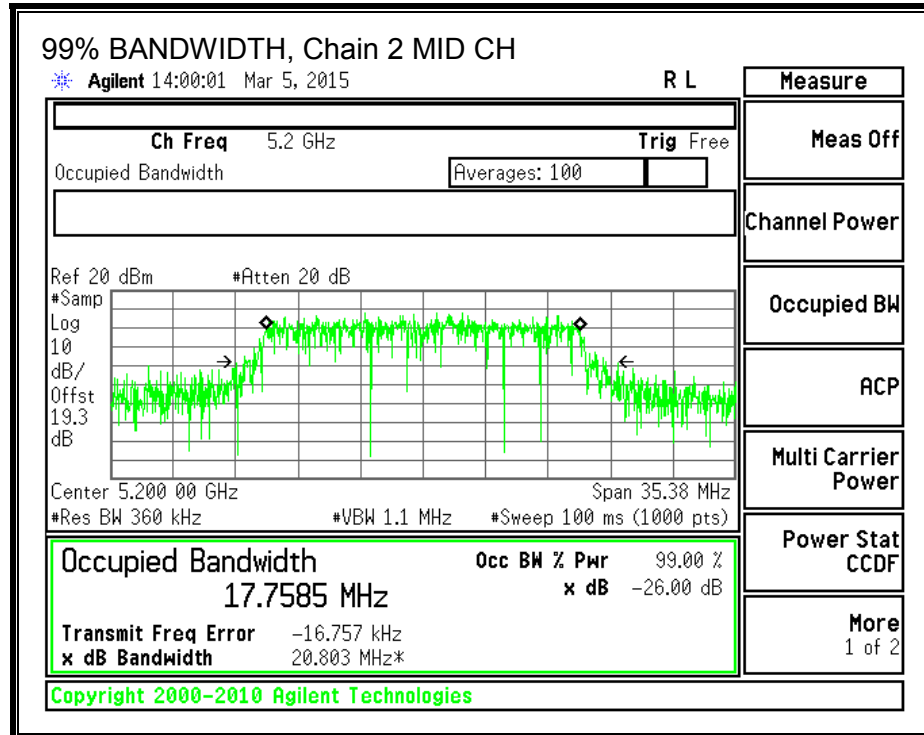 99% BANDWIDTH, Chain 2 MID CH
Agilent 14:00:01 Mar 5, 2015 R L
Measure
Ch Freq 5.2 GHz Trig Free
Occupied Bandwidth Averages: 100
Ref 20 dBm #Atten 20 dB
#Samp
Log
10
dB/
Offst
19.3
dB
Center 5.200 00 GHz Span 35.38 MHz
#Res BW 360 kHz #VBW 1.1 MHz #Sweep 100 ms (1000 pts)
Occupied Bandwidth Occ BW % Pwr 99.00 %
17.7585 MHz x dB -26.00 dB
Transmit Freq Error -16.757 kHz
x dB Bandwidth 20.803 MHz*
Meas Off
Channel Power
Occupied BW
ACP
Multi Carrier
Power
Power Stat
CCDF
More
1 of 2
Copyright 2000-2010 Agilent Technologies